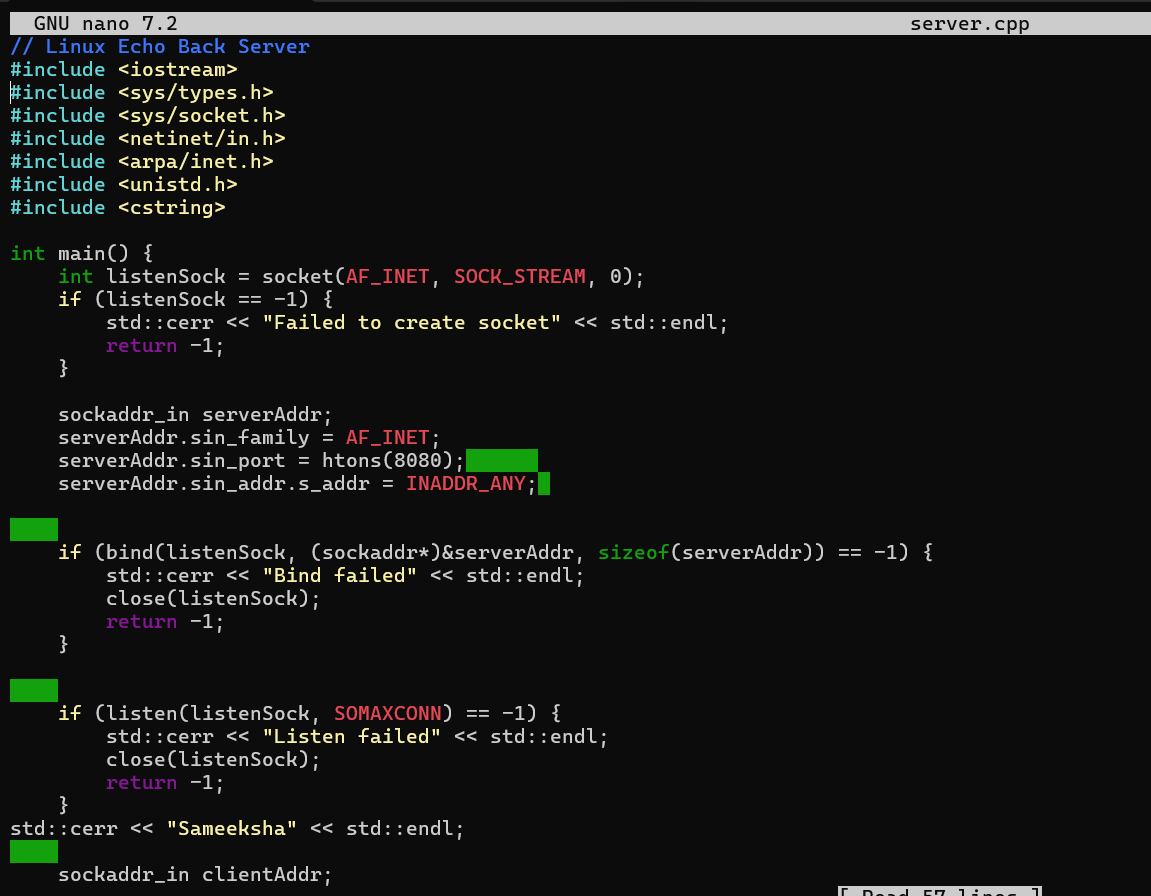 GNU nano 7.2 server.cpp
// Linux Echo Back Server
#include <iostream>
#include <sys/types.h>
#include <sys/socket.h>
#include <netinet/in.h>
#include <arpa/inet.h>
#include <unistd.h>
#include <cstring>

int main() {
    int listenSock = socket(AF_INET, SOCK_STREAM, 0);
    if (listenSock == -1) {
        std::cerr << "Failed to create socket" << std::endl;
        return -1;
    }

    sockaddr_in serverAddr;
    serverAddr.sin_family = AF_INET;
    serverAddr.sin_port = htons(8080);
    serverAddr.sin_addr.s_addr = INADDR_ANY;

    if (bind(listenSock, (sockaddr*)&serverAddr, sizeof(serverAddr)) == -1) {
        std::cerr << "Bind failed" << std::endl;
        close(listenSock);
        return -1;
    }

    if (listen(listenSock, SOMAXCONN) == -1) {
        std::cerr << "Listen failed" << std::endl;
        close(listenSock);
        return -1;
    }
std::cerr << "Sameeksha" << std::endl;

    sockaddr_in clientAddr;
[ Read 57 lines ]